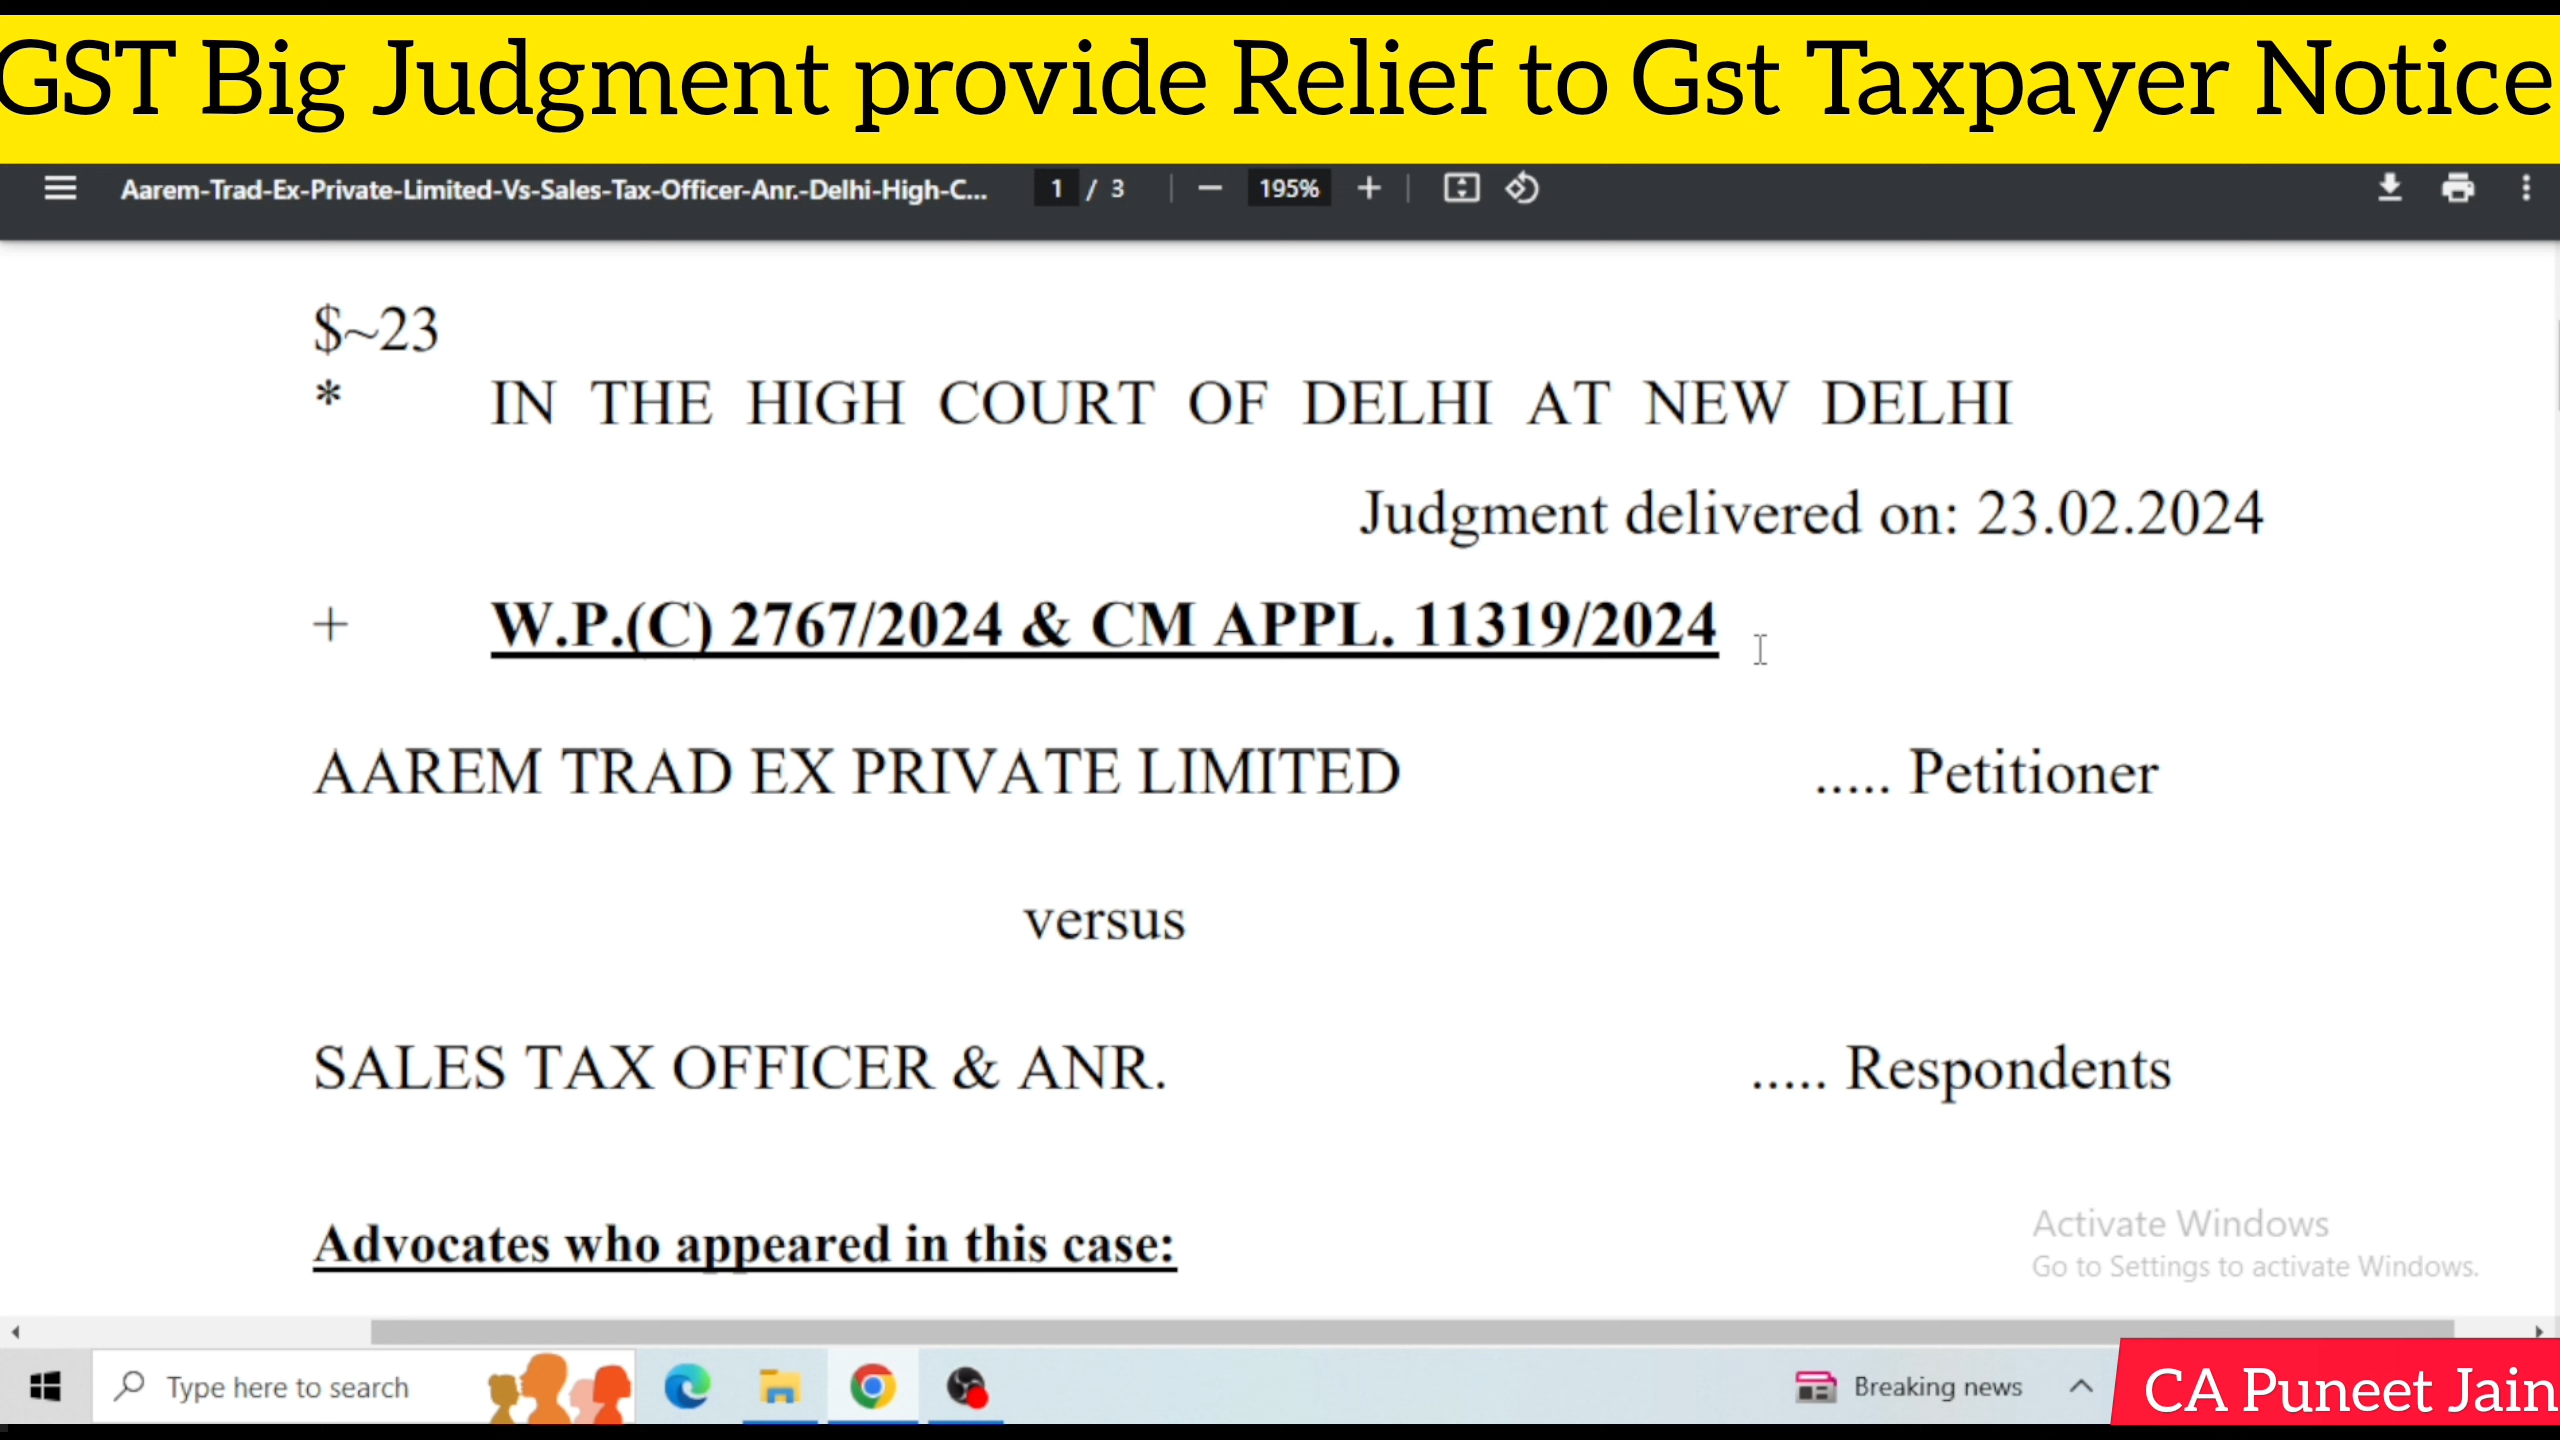 GST Big Judgment provide Relief to Gst Taxpayer Notice
Aarem-Trad-Ex-Private-Limited-Vs-Sales-Tax-Officer-Anr.-Delhi-High-C... 1 / 3 195%
$~23
* IN THE HIGH COURT OF DELHI AT NEW DELHI
Judgment delivered on: 23.02.2024
+ W.P.(C) 2767/2024 & CM APPL. 11319/2024
AAREM TRAD EX PRIVATE LIMITED ..... Petitioner
versus
SALES TAX OFFICER & ANR. ..... Respondents
Advocates who appeared in this case:
Activate Windows
Go to Settings to activate Windows.
Type here to search
Breaking news
CA Puneet Jain